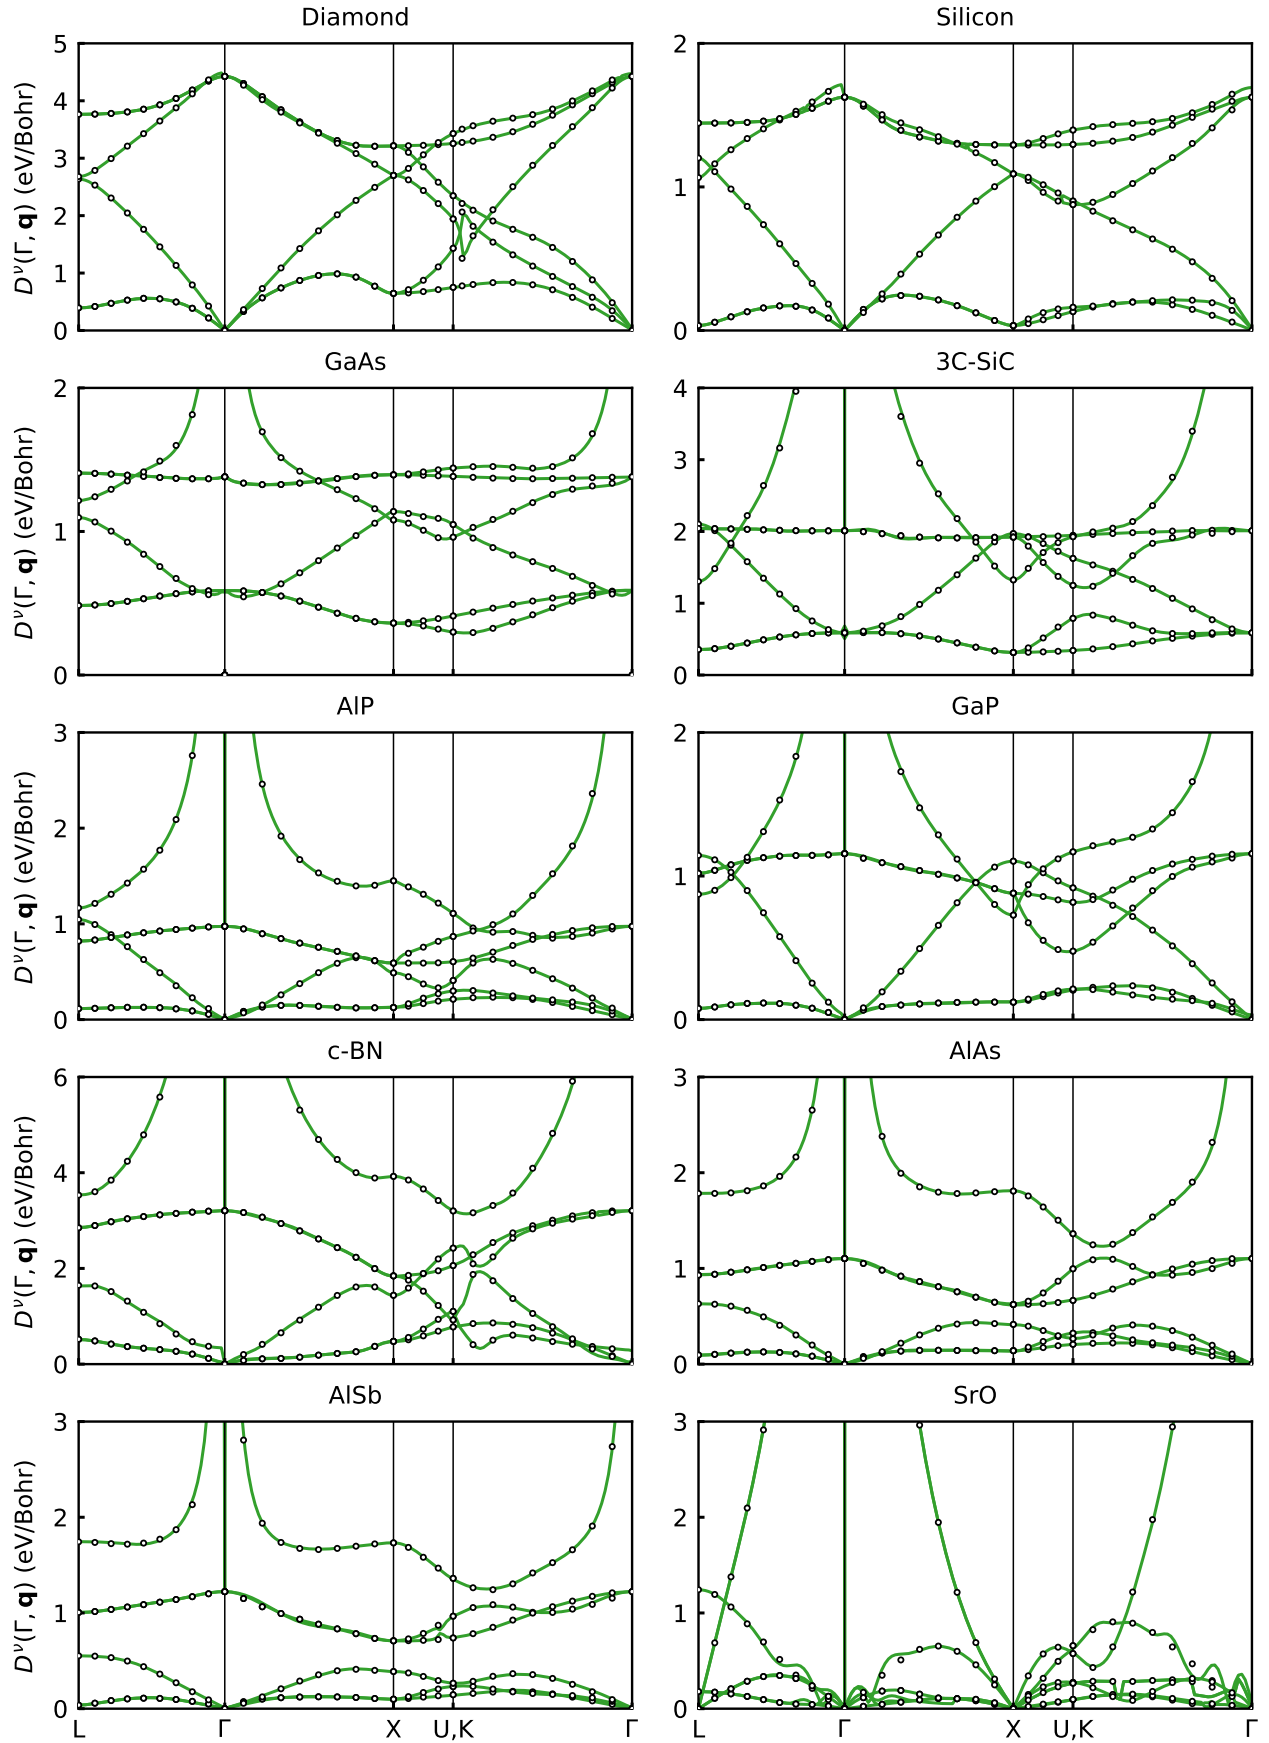 Diamond
Silicon
5
4
3
2
1
0
Dν(Γ, q) (eV/Bohr)
2
1
0
GaAs
3C-SiC
2
1
0
Dν(Γ, q) (eV/Bohr)
4
3
2
1
0
AlP
GaP
3
2
1
0
Dν(Γ, q) (eV/Bohr)
2
1
0
c-BN
AlAs
6
4
2
0
Dν(Γ, q) (eV/Bohr)
3
2
1
0
AlSb
SrO
3
2
1
0
Dν(Γ, q) (eV/Bohr)
3
2
1
0
L Γ X U,K Γ
L Γ X U,K Γ